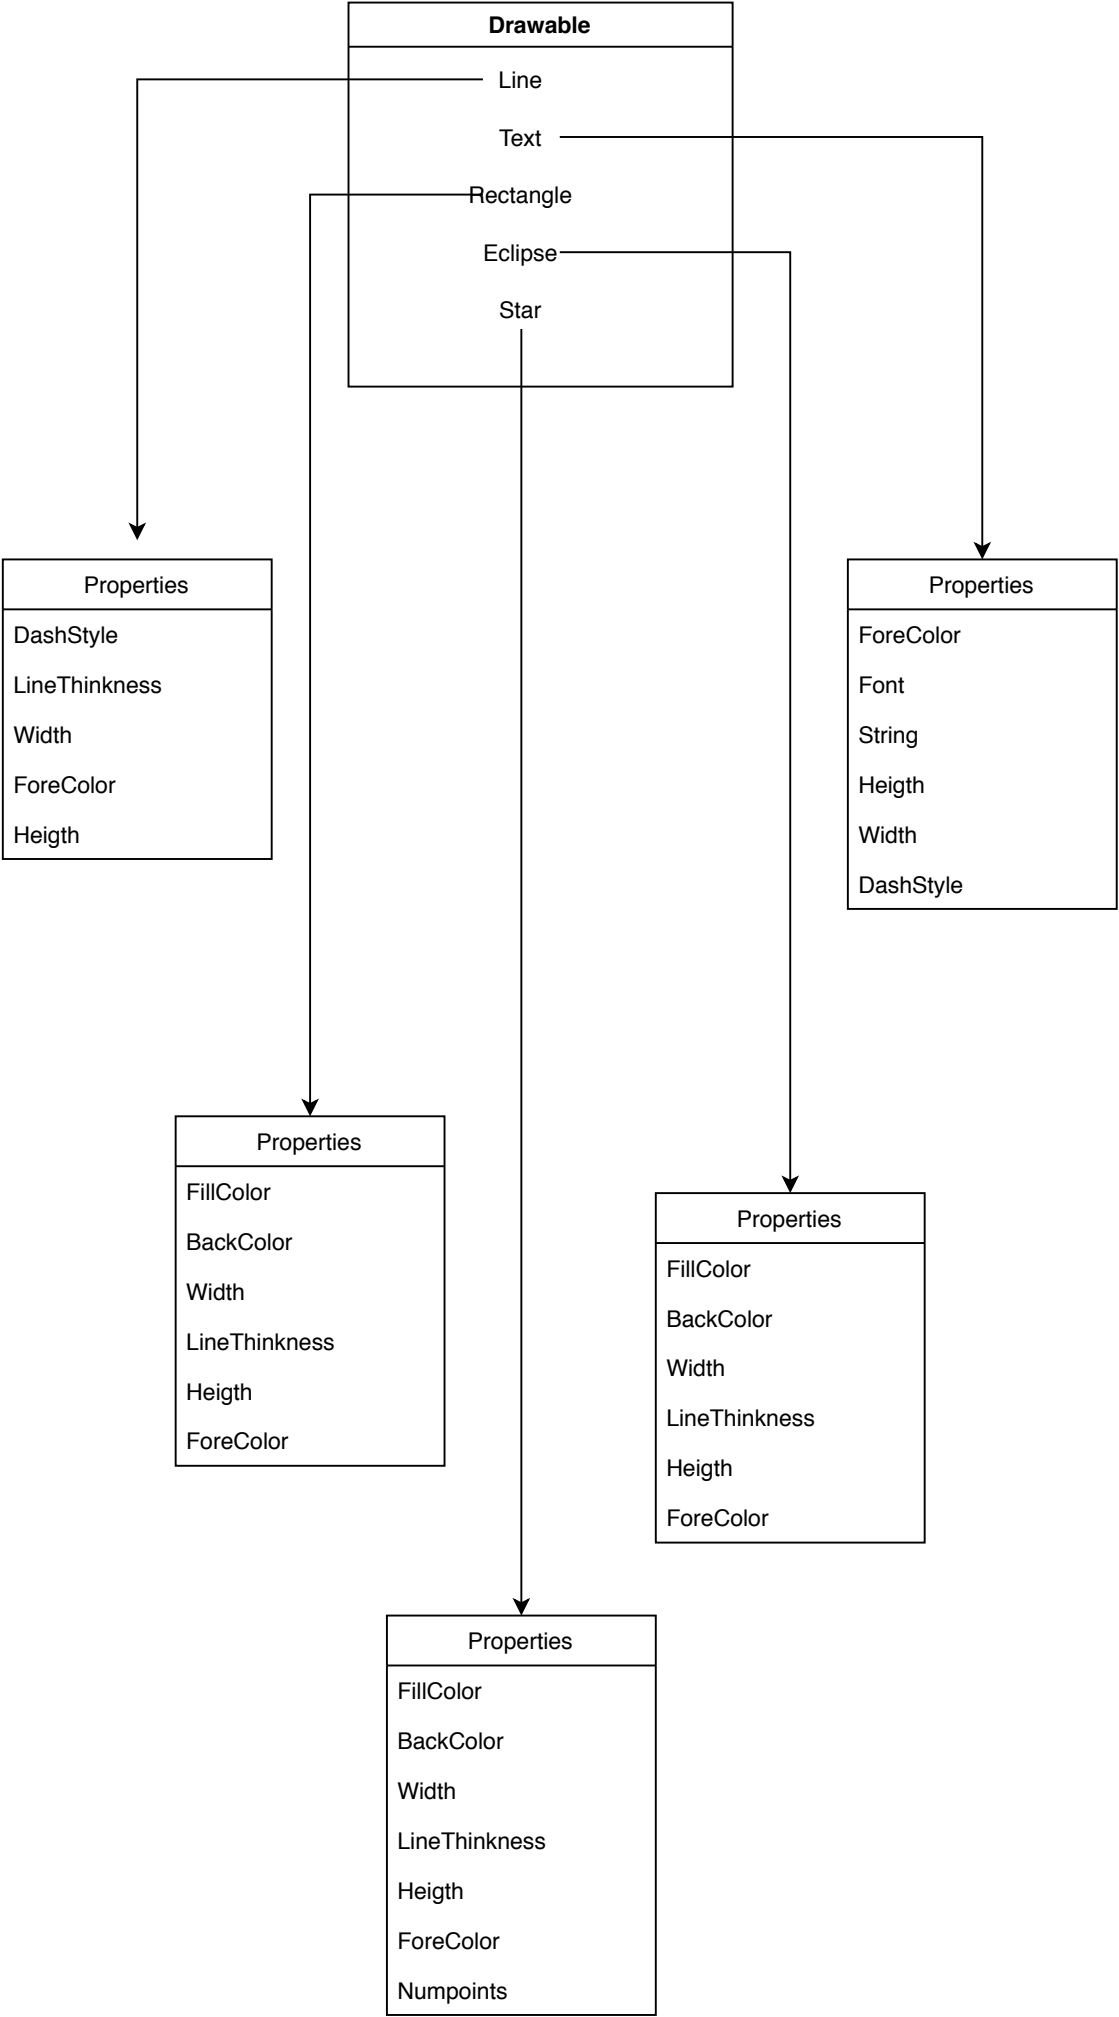 Drawable
Line
Text
Rectangle
Eclipse
Star
Properties
DashStyle
LineThinkness
Width
ForeColor
Heigth
Properties
ForeColor
Font
String
Heigth
Width
DashStyle
Properties
FillColor
BackColor
Width
LineThinkness
Heigth
ForeColor
Properties
FillColor
BackColor
Width
LineThinkness
Heigth
ForeColor
Properties
FillColor
BackColor
Width
LineThinkness
Heigth
ForeColor
Numpoints